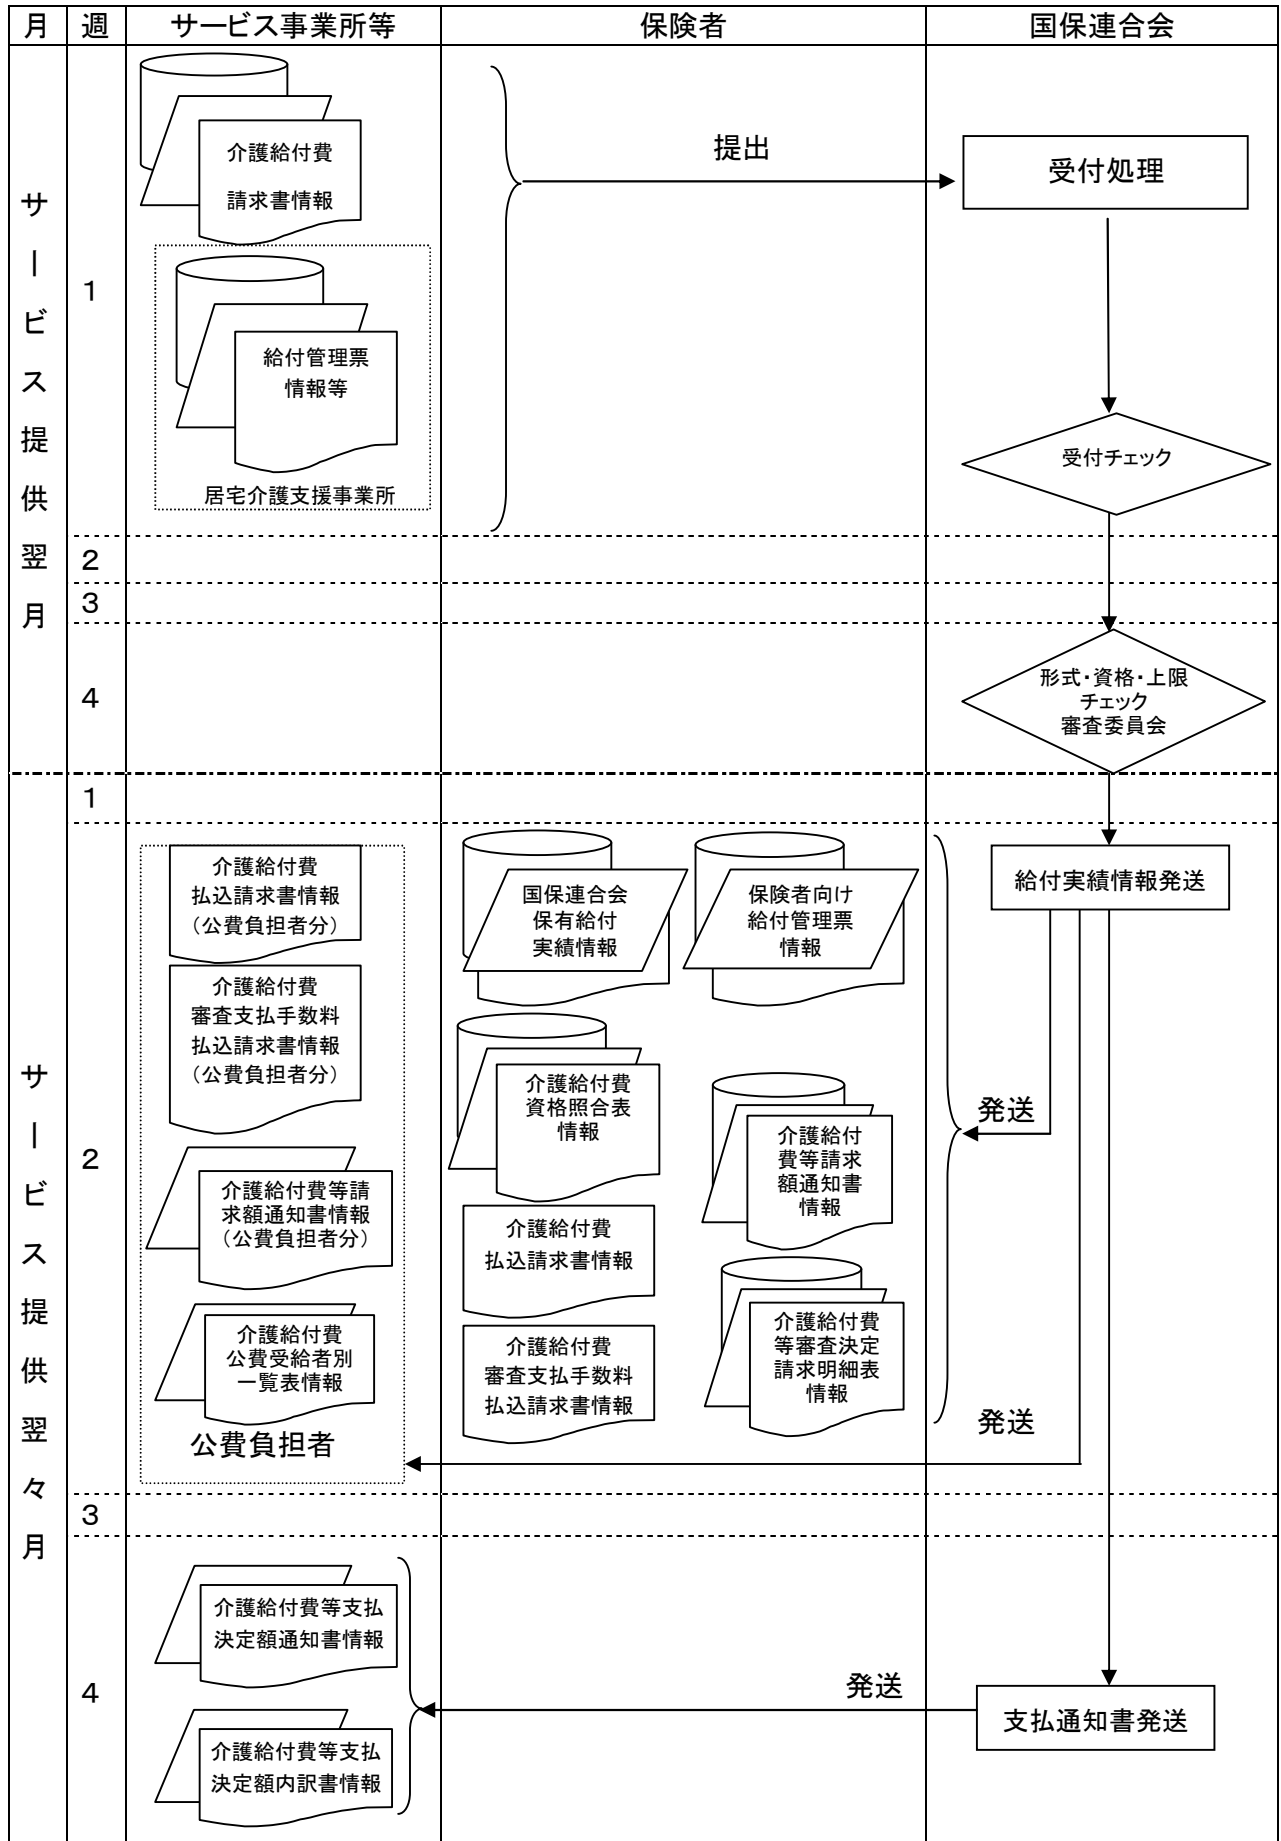 月
週
サービス事業所等
保険者
国保連合会
サービス提供翌月
1
介護給付費
請求書情報
給付管理票
情報等
居宅介護支援事業所
提出
受付処理
受付チェック
2
3
4
形式・資格・上限
チェック
審査委員会
サービス提供翌々月
1
2
介護給付費
払込請求書情報
（公費負担者分）
介護給付費
審査支払手数料
払込請求書情報
（公費負担者分）
介護給付費等請
求額通知書情報
（公費負担者分）
介護給付費
公費受給者別
一覧表情報
公費負担者
国保連合会
保有給付
実績情報
保険者向け
給付管理票
情報
介護給付費
資格照合表
情報
介護給付
費等請求
額通知書
情報
介護給付費
払込請求書情報
介護給付費
審査支払手数料
払込請求書情報
介護給付費
等審査決定
請求明細表
情報
給付実績情報発送
発送
発送
3
4
介護給付費等支払
決定額通知書情報
介護給付費等支払
決定額内訳書情報
発送
支払通知書発送